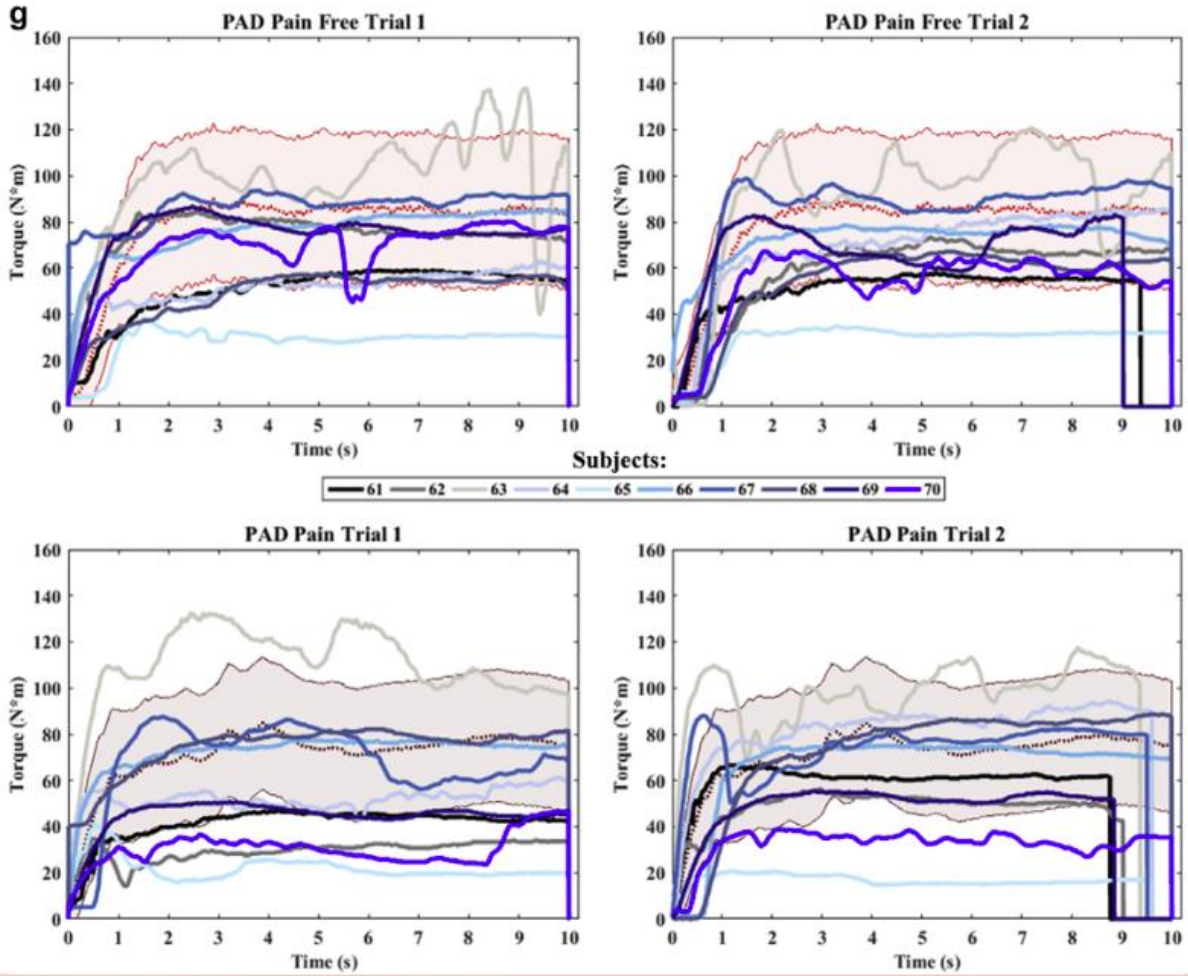 g
PAD Pain Free Trial 1
160
140
120
100
80
60
40
20
0
Torque (N*m)
0 1 2 3 4 5 6 7 8 9 10
Time (s)
PAD Pain Free Trial 2
160
140
120
100
80
60
40
20
0
Torque (N*m)
0 1 2 3 4 5 6 7 8 9 10
Time (s)
Subjects:
61 62 63 64 65 66 67 68 69 70
PAD Pain Trial 1
160
140
120
100
80
60
40
20
0
Torque (N*m)
0 1 2 3 4 5 6 7 8 9 10
Time (s)
PAD Pain Trial 2
160
140
120
100
80
60
40
20
0
Torque (N*m)
0 1 2 3 4 5 6 7 8 9 10
Time (s)